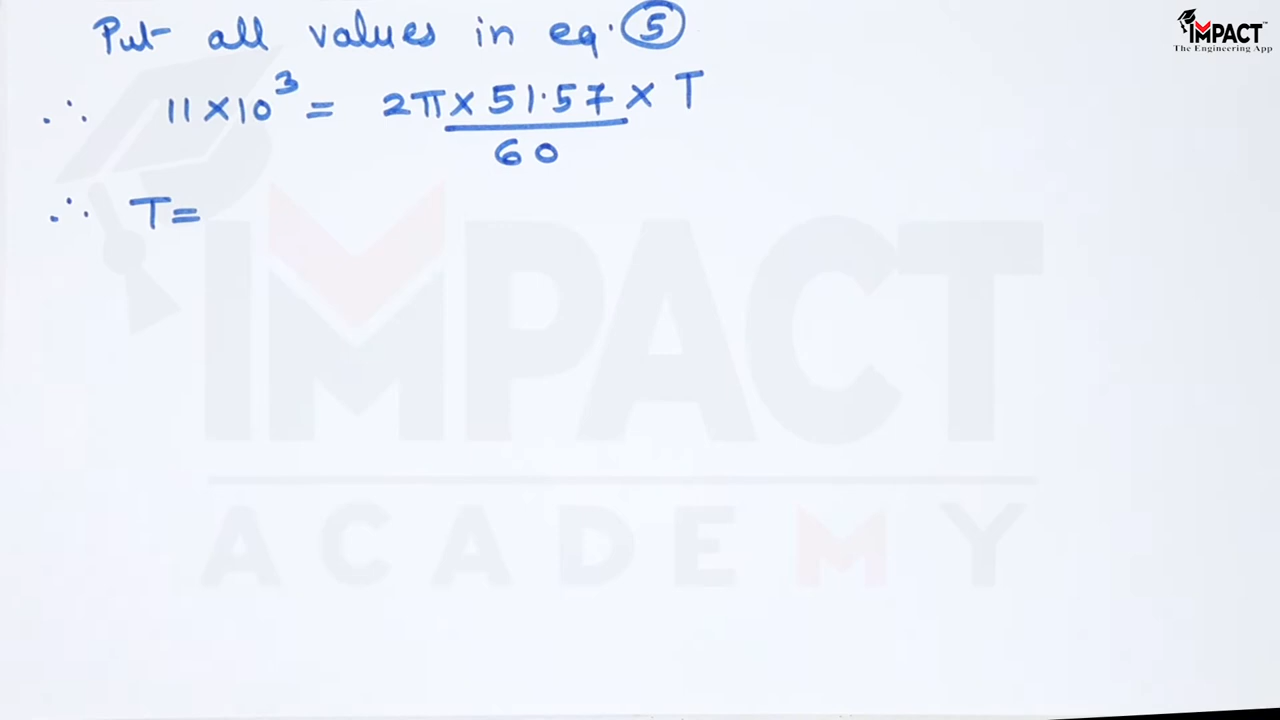 Put all values in eq. 5
∴ 11×10³ = 2π × 51.57 × T
60
∴ T =
IMPACT
The Engineering App
IMPACT
ACADEMY